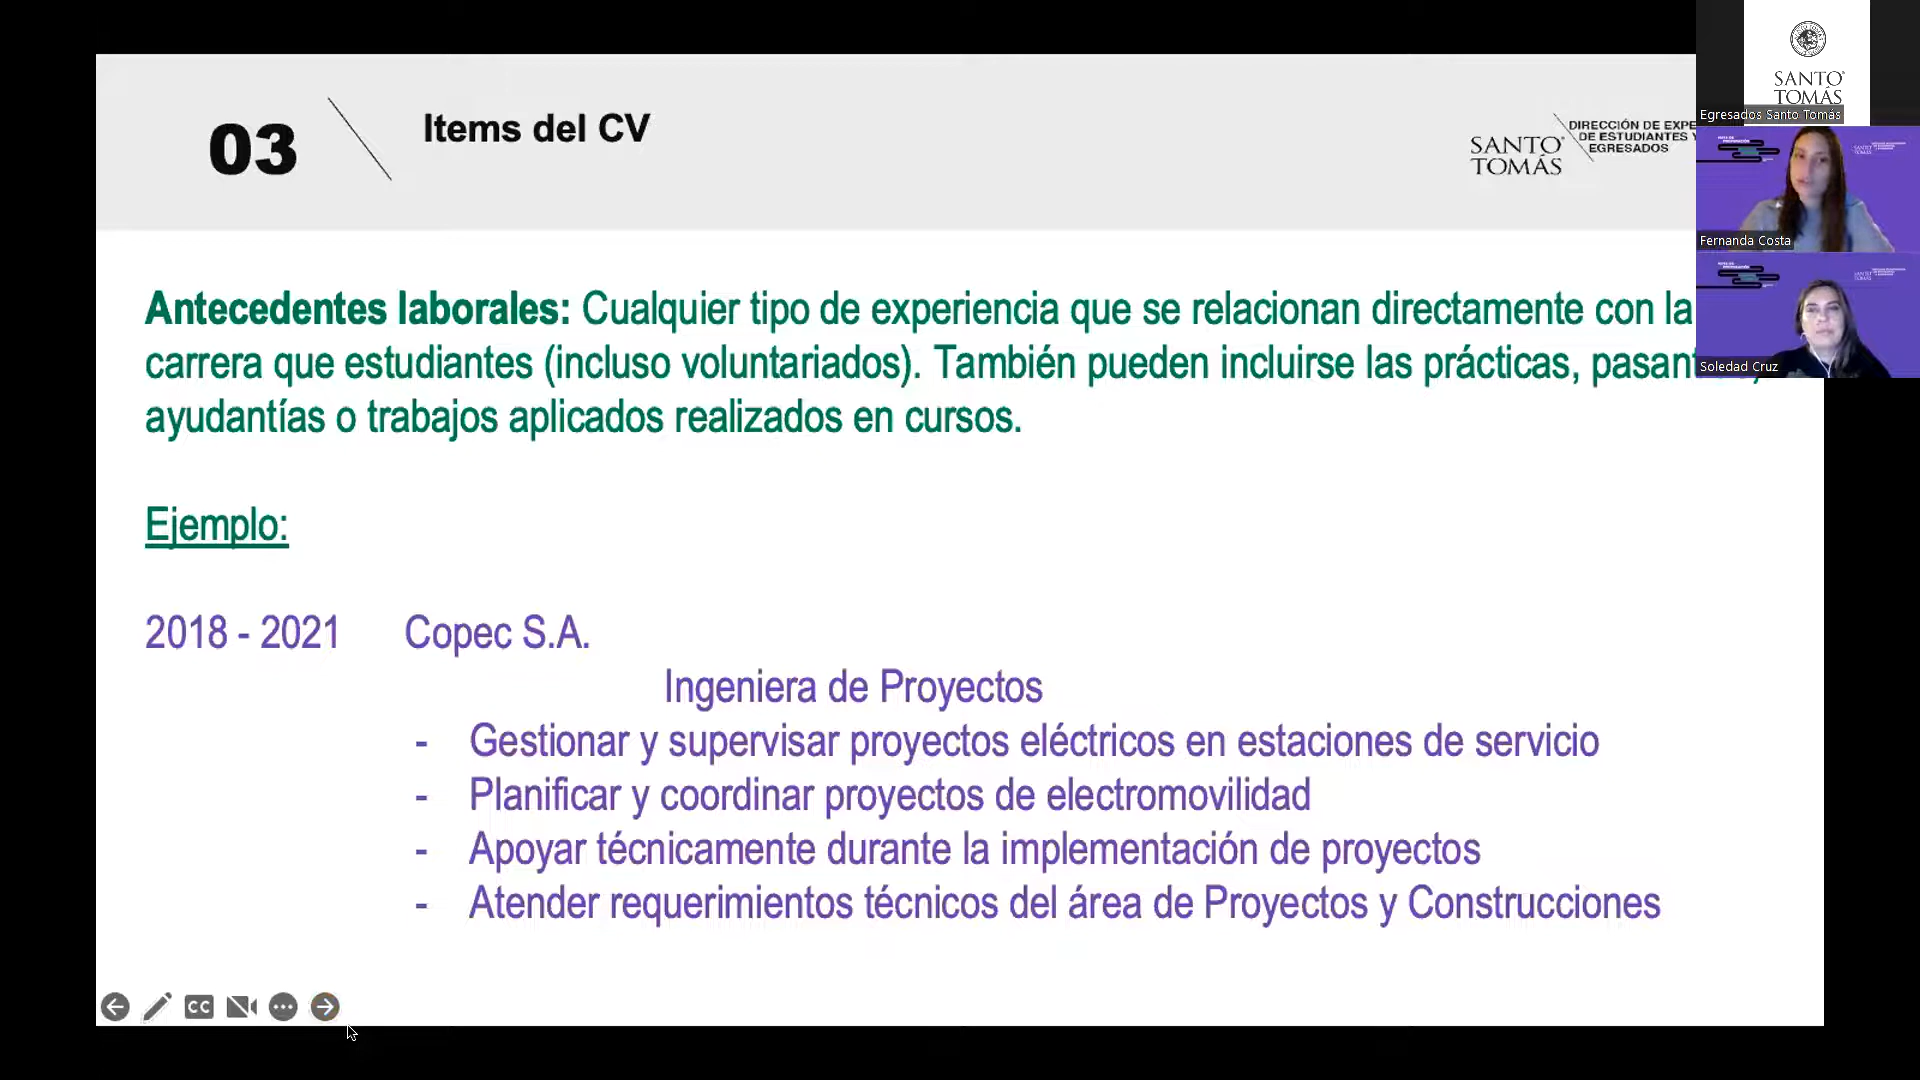 03
Items del CV
SANTO
TOMÁS
DIRECCIÓN DE EXPE
DE ESTUDIANTES Y
EGRESADOS
SANTO
TOMÁS
Egresados Santo Tomás
Fernanda Costa
Soledad Cruz
Antecedentes laborales: Cualquier tipo de experiencia que se relacionan directamente con la
carrera que estudiantes (incluso voluntariados). También pueden incluirse las prácticas,
ayudantías o trabajos aplicados realizados en cursos.
Ejemplo:
2018 - 2021 Copec S.A.
Ingeniera de Proyectos
- Gestionar y supervisar proyectos eléctricos en estaciones de servicio
- Planificar y coordinar proyectos de electromovilidad
- Apoyar técnicamente durante la implementación de proyectos
- Atender requerimientos técnicos del área de Proyectos y Construcciones
CC